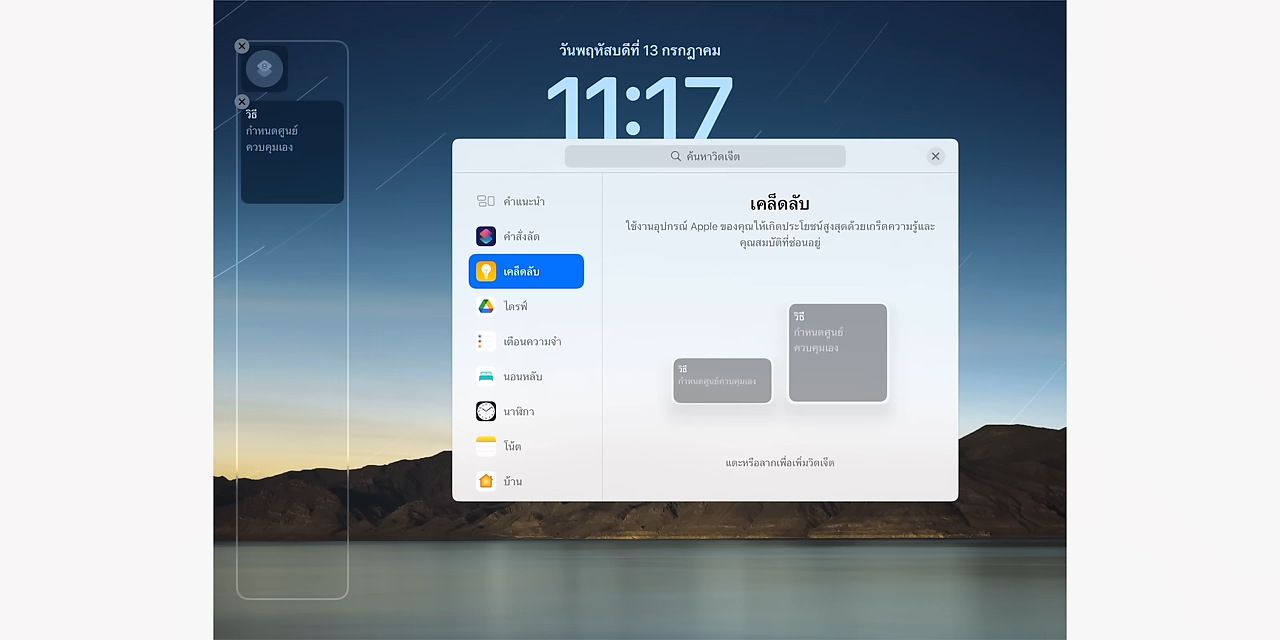 วันพฤหัสบดีที่ 13 กรกฎาคม
11:17
วิธี
กำหนดศูนย์
ควบคุมเอง
ค้นหาวิดเจ็ต
คำแนะนำ
คำสั่งลัด
เคล็ดลับ
ไดรฟ์
เตือนความจำ
นอนหลับ
นาฬิกา
โน้ต
บ้าน
เคล็ดลับ
ใช้งานอุปกรณ์ Apple ของคุณให้เกิดประโยชน์สูงสุดด้วยเกร็ดความรู้และ
คุณสมบัติที่ซ่อนอยู่
วิธี
กำหนดศูนย์ควบคุมเอง
วิธี
กำหนดศูนย์
ควบคุมเอง
แตะหรือลากเพื่อเพิ่มวิดเจ็ต